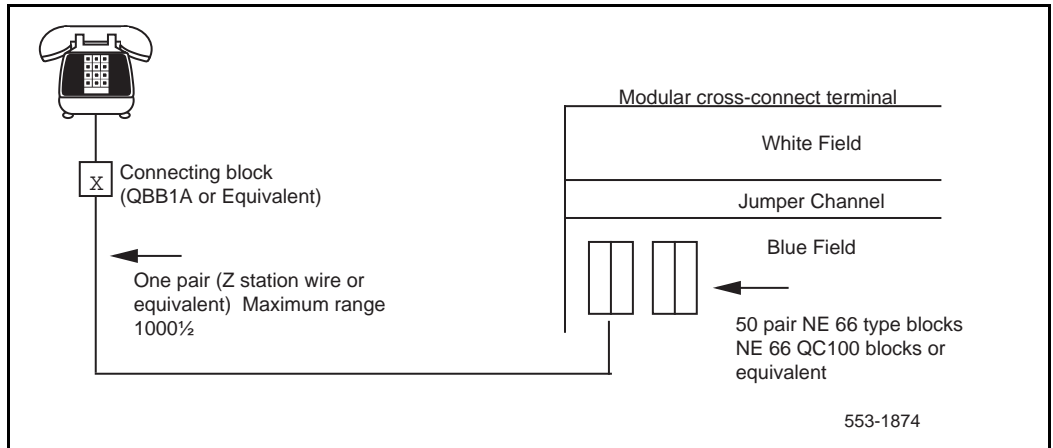 Modular cross-connect terminal
White Field
X
Connecting block
(QBB1A or Equivalent)
Jumper Channel
Blue Field
One pair (Z station wire or
equivalent) Maximum range
1000½
50 pair NE 66 type blocks
NE 66 QC100 blocks or
equivalent
553-1874